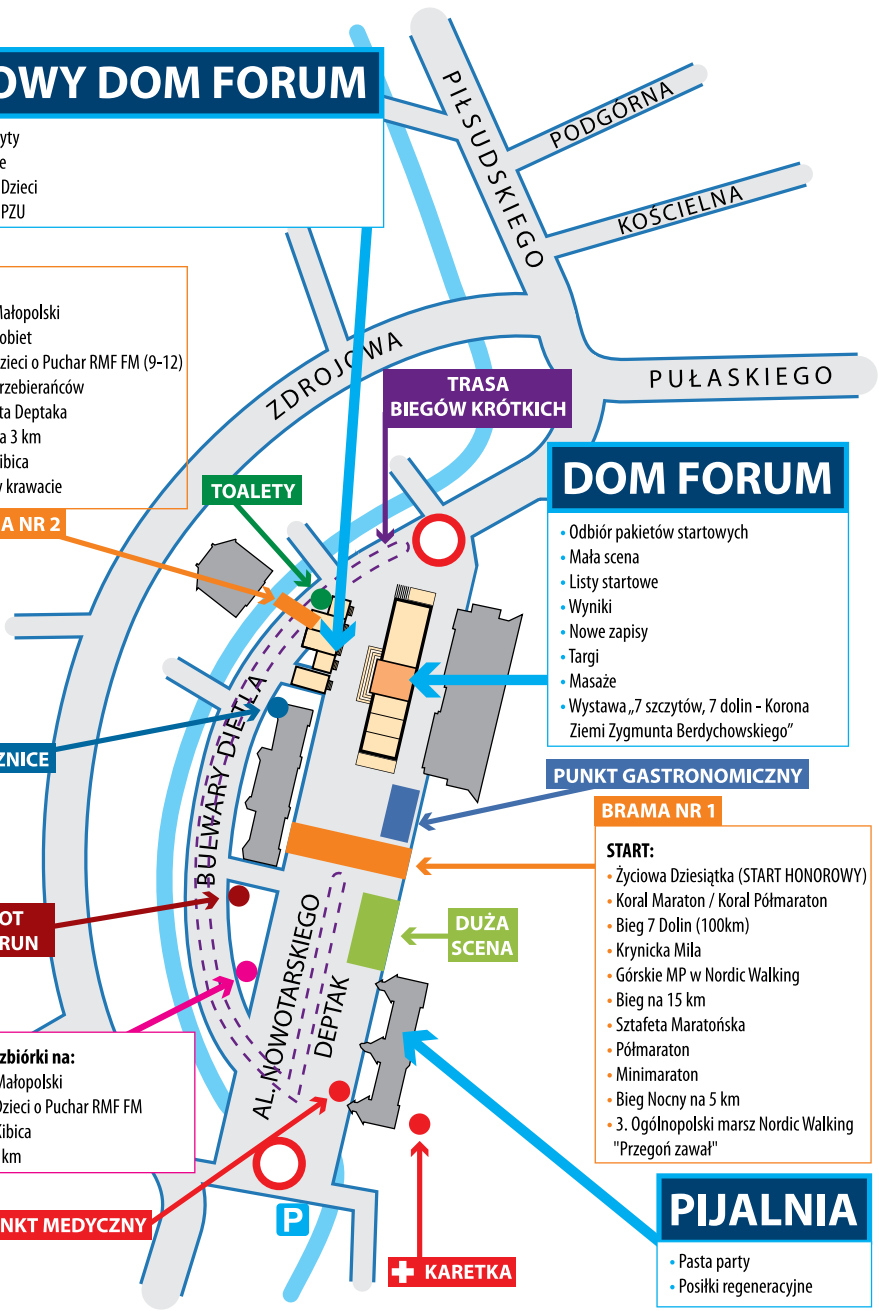 OWY DOM FORUM
yty
e
Dzieci
PZU
Małopolski
obiet
zieci o Puchar RMF FM (9-12)
rzebierańców
ta Deptaka
a 3 km
ibica
y krawacie
A NR 2
PIŁSUDSKIEGO
PODGÓRNA
KOŚCIELNA
ZDROJOWA
PUŁASKIEGO
TRASA
BIEGÓW KRÓTKICH
TOALETY
DOM FORUM
• Odbiór pakietów startowych
• Mała scena
• Listy startowe
• Wyniki
• Nowe zapisy
• Targi
• Masaże
• Wystawa „7 szczytów, 7 dolin - Korona
Ziemi Zygmunta Berdychowskiego”
ZNICE
BULWARY DIETLA
PUNKT GASTRONOMICZNY
BRAMA NR 1
START:
• Życiowa Dziesiątka (START HONOROWY)
• Koral Maraton / Koral Półmaraton
• Bieg 7 Dolin (100km)
• Krynicka Mila
• Górskie MP w Nordic Walking
• Bieg na 15 km
• Sztafeta Maratońska
• Półmaraton
• Minimaraton
• Bieg Nocny na 5 km
• 3. Ogólnopolski marsz Nordic Walking
"Przegoń zawał"
OT
RUN
DUŻA
SCENA
AL. NOWOTARSKIEGO
DEPTAK
zbiórki na:
Małopolski
Dzieci o Puchar RMF FM
Kibica
km
NKT MEDYCZNY
P
KARETKA
PIJALNIA
• Pasta party
• Posiłki regeneracyjne